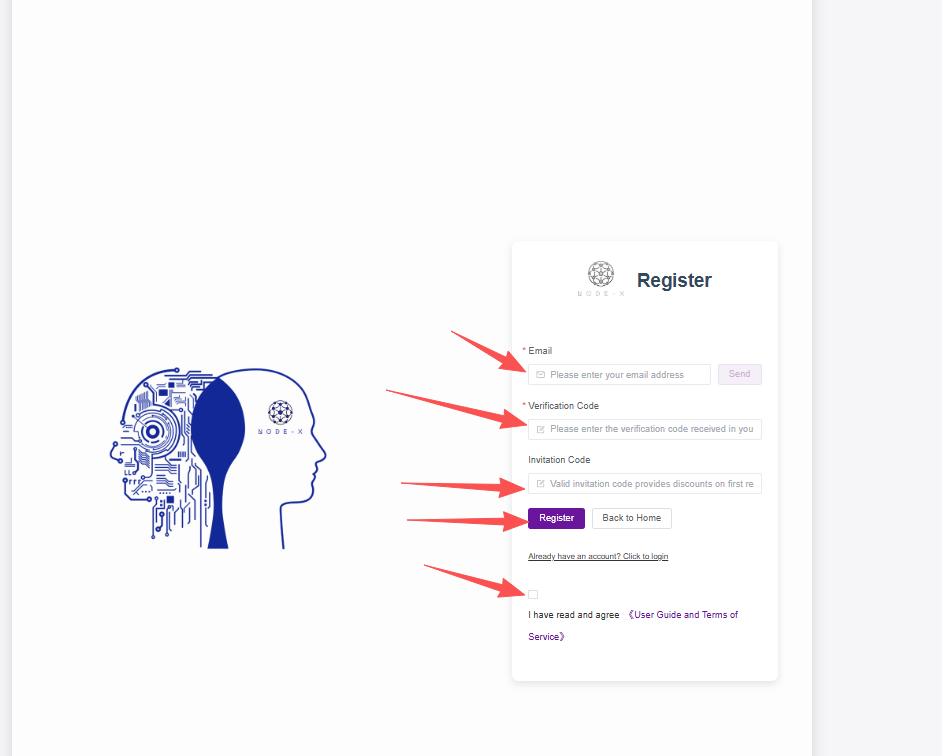 NODE-X
Register
* Email
Please enter your email address
Send
* Verification Code
Please enter the verification code received in you
Invitation Code
Valid invitation code provides discounts on first re
Register
Back to Home
Already have an account? Click to login
I have read and agree 《User Guide and Terms of
Service》
NODE-X